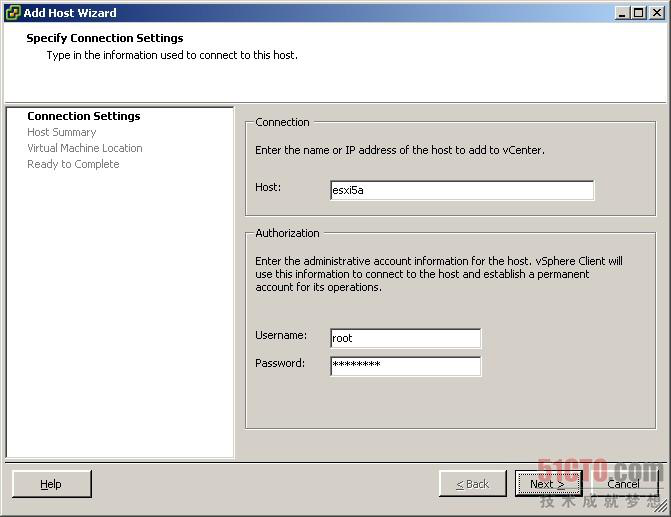 Add Host Wizard
Specify Connection Settings
Type in the information used to connect to this host.
Connection Settings
Host Summary
Virtual Machine Location
Ready to Complete
Connection
Enter the name or IP address of the host to add to vCenter.
Host: esxi5a
Authorization
Enter the administrative account information for the host. vSphere Client will
use this information to connect to the host and establish a permanent
account for its operations.
Username: root
Password: ********
Help
< Back
Next >
Cancel
51CTO.com
技术成就梦想